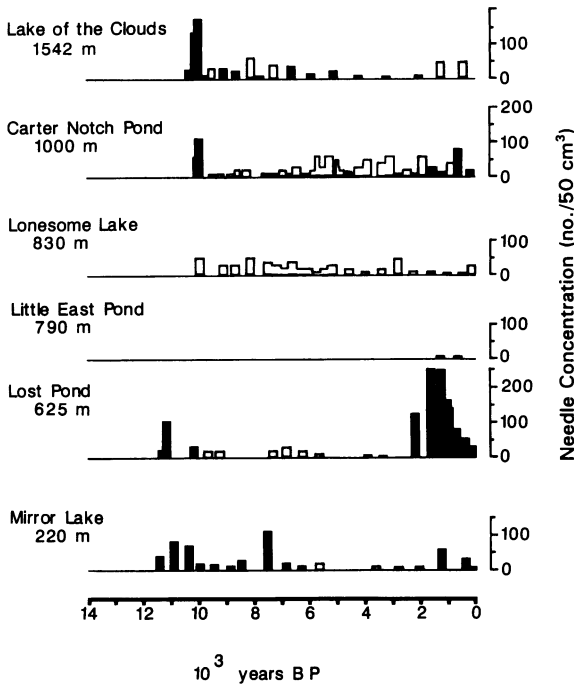 Lake of the Clouds
1542 m
100
0
Carter Notch Pond
1000 m
200
100
0
Lonesome Lake
830 m
100
0
Little East Pond
790 m
100
0
Lost Pond
625 m
200
100
0
Mirror Lake
220 m
100
0
Needle Concentration (no./50 cm³)
14 12 10 8 6 4 2 0
10³ years B P